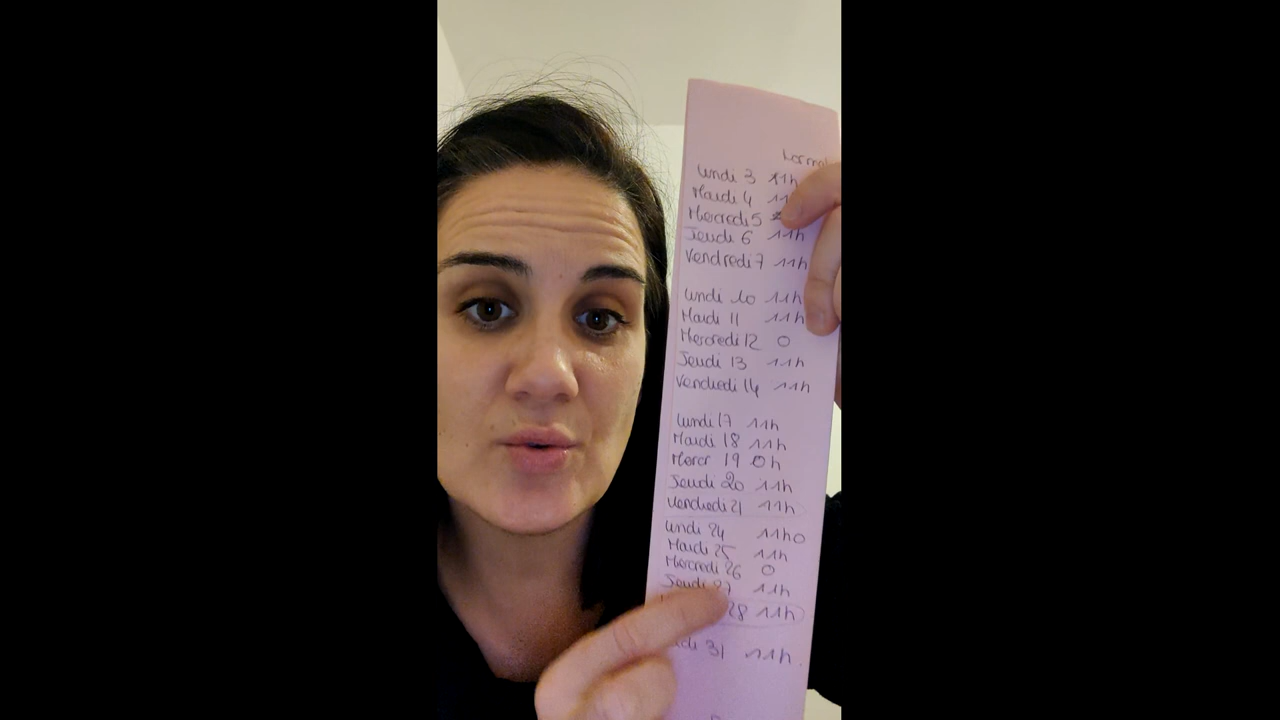 lundi 3 11h
Mardi 4 11
Mercredi 5
Jeudi 6 11h
Vendredi 7 11h
lundi 10 11h
Mardi 11 11h
Mercredi 12 0
Jeudi 13 11h
Vendredi 14 11h
lundi 17 11h
Mardi 18 11h
Mercr 19 0h
Jeudi 20 11h
Vendredi 21 11h
lundi 24 11h0
Mardi 25 11h
Mercredi 26 0
Jeudi 27 11h
28 11h
di 31 11h